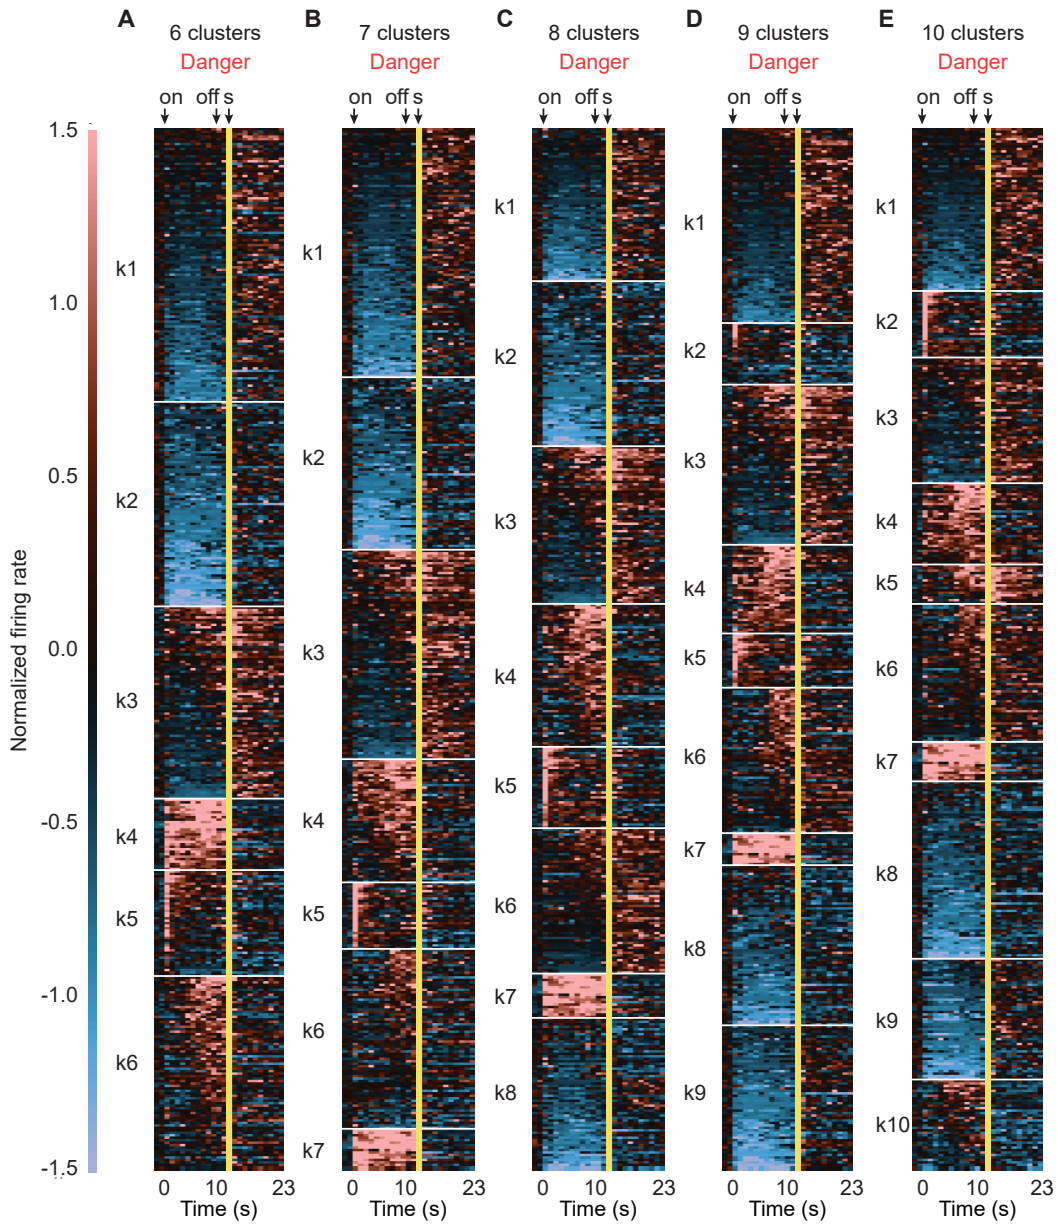 A
6 clusters
Danger
on off s
B
7 clusters
Danger
on off s
C
8 clusters
Danger
on off s
D
9 clusters
Danger
on off s
E
10 clusters
Danger
on off s
Normalized firing rate
1.5
1.0
0.5
0.0
-0.5
-1.0
-1.5
k1
k2
k3
k4
k5
k6
0 10 23
Time (s)
k1
k2
k3
k4
k5
k6
k7
0 10 23
Time (s)
k1
k2
k3
k4
k5
k6
k7
k8
0 10 23
Time (s)
k1
k2
k3
k4
k5
k6
k7
k8
k9
0 10 23
Time (s)
k1
k2
k3
k4
k5
k6
k7
k8
k9
k10
0 10 23
Time (s)